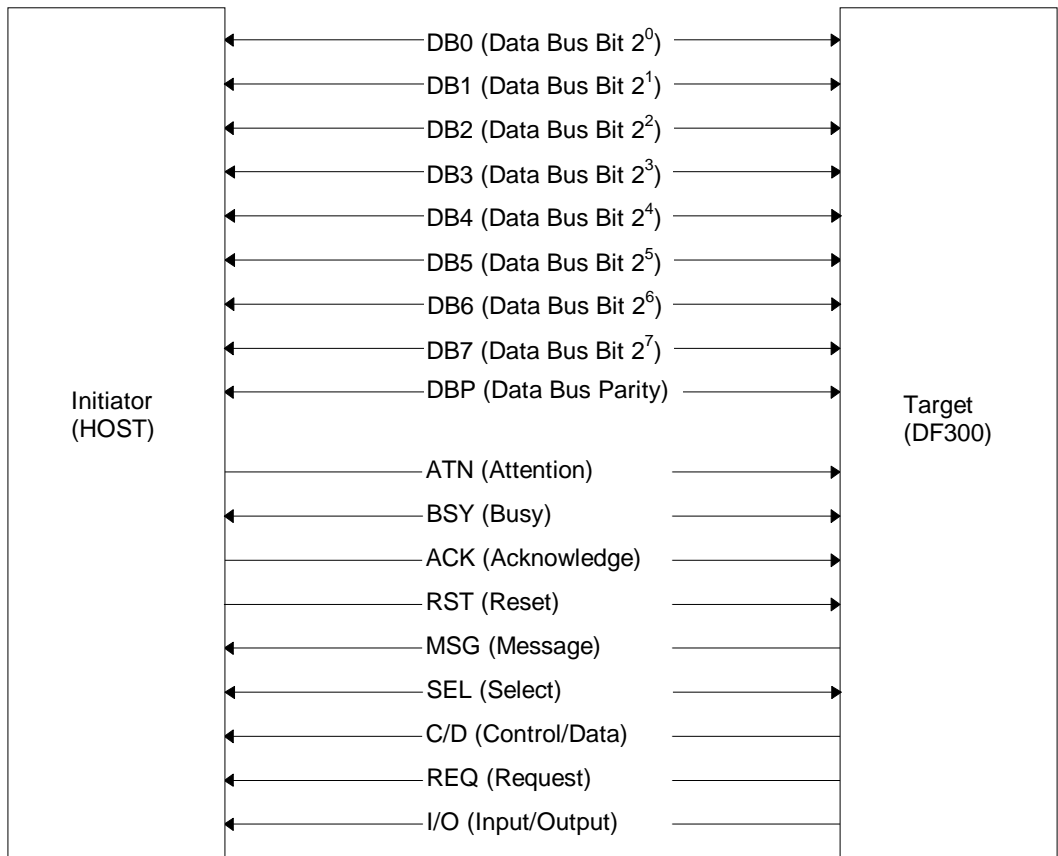 DB0 (Data Bus Bit 2⁰)
DB1 (Data Bus Bit 2¹)
DB2 (Data Bus Bit 2²)
DB3 (Data Bus Bit 2³)
DB4 (Data Bus Bit 2⁴)
DB5 (Data Bus Bit 2⁵)
DB6 (Data Bus Bit 2⁶)
DB7 (Data Bus Bit 2⁷)
DBP (Data Bus Parity)
Initiator
(HOST)
Target
(DF300)
ATN (Attention)
BSY (Busy)
ACK (Acknowledge)
RST (Reset)
MSG (Message)
SEL (Select)
C/D (Control/Data)
REQ (Request)
I/O (Input/Output)